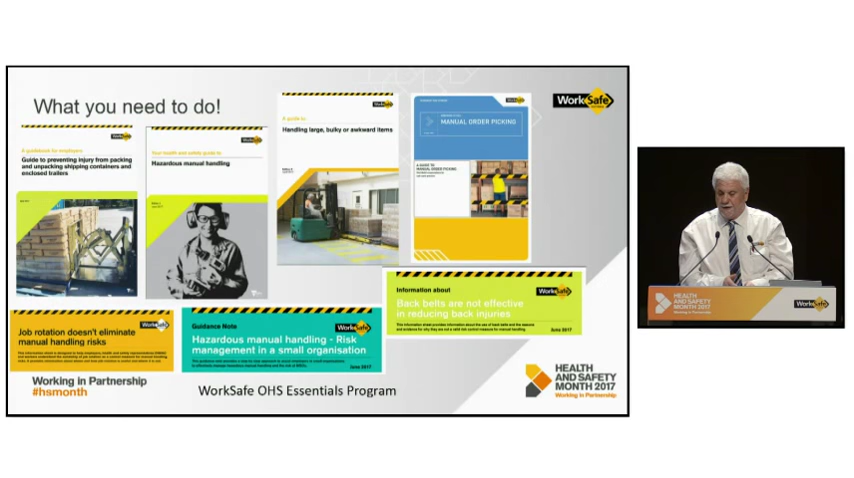 What you need to do!
WorkSafe
WorkSafe
A guidebook for employers
Guide to preventing injury from packing
and unpacking shipping containers and
enclosed trailers
WorkSafe
Your health and safety guide to
Hazardous manual handling
WorkSafe
A guide to
Handling large, bulky or awkward items
WorkSafe
MANUAL ORDER PICKING
A GUIDE TO
MANUAL ORDER PICKING
Information about
WorkSafe
Back belts are not effective
in reducing back injuries
June 2017
Job rotation doesn't eliminate
manual handling risks
WorkSafe
Guidance Note
WorkSafe
Hazardous manual handling - Risk
management in a small organisation
June 2017
Working in Partnership
#hsmonth
WorkSafe OHS Essentials Program
HEALTH
AND SAFETY
MONTH 2017
Working in Partnership
HEALTH
AND SAFETY
MONTH 2017
Working in Partnership
WorkSafe